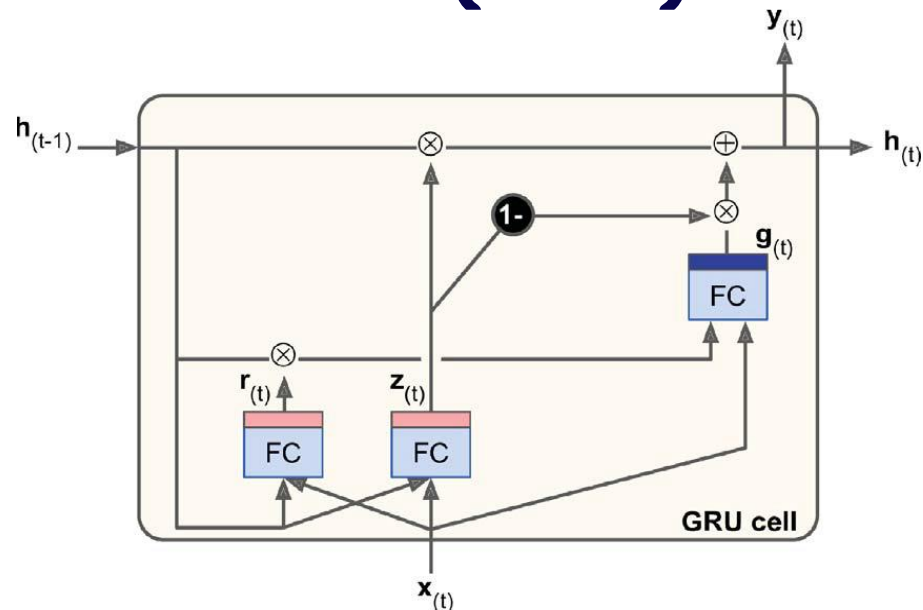 y(t)
h(t-1)
h(t)
1-
g(t)
FC
r(t)
z(t)
FC
FC
GRU cell
x(t)